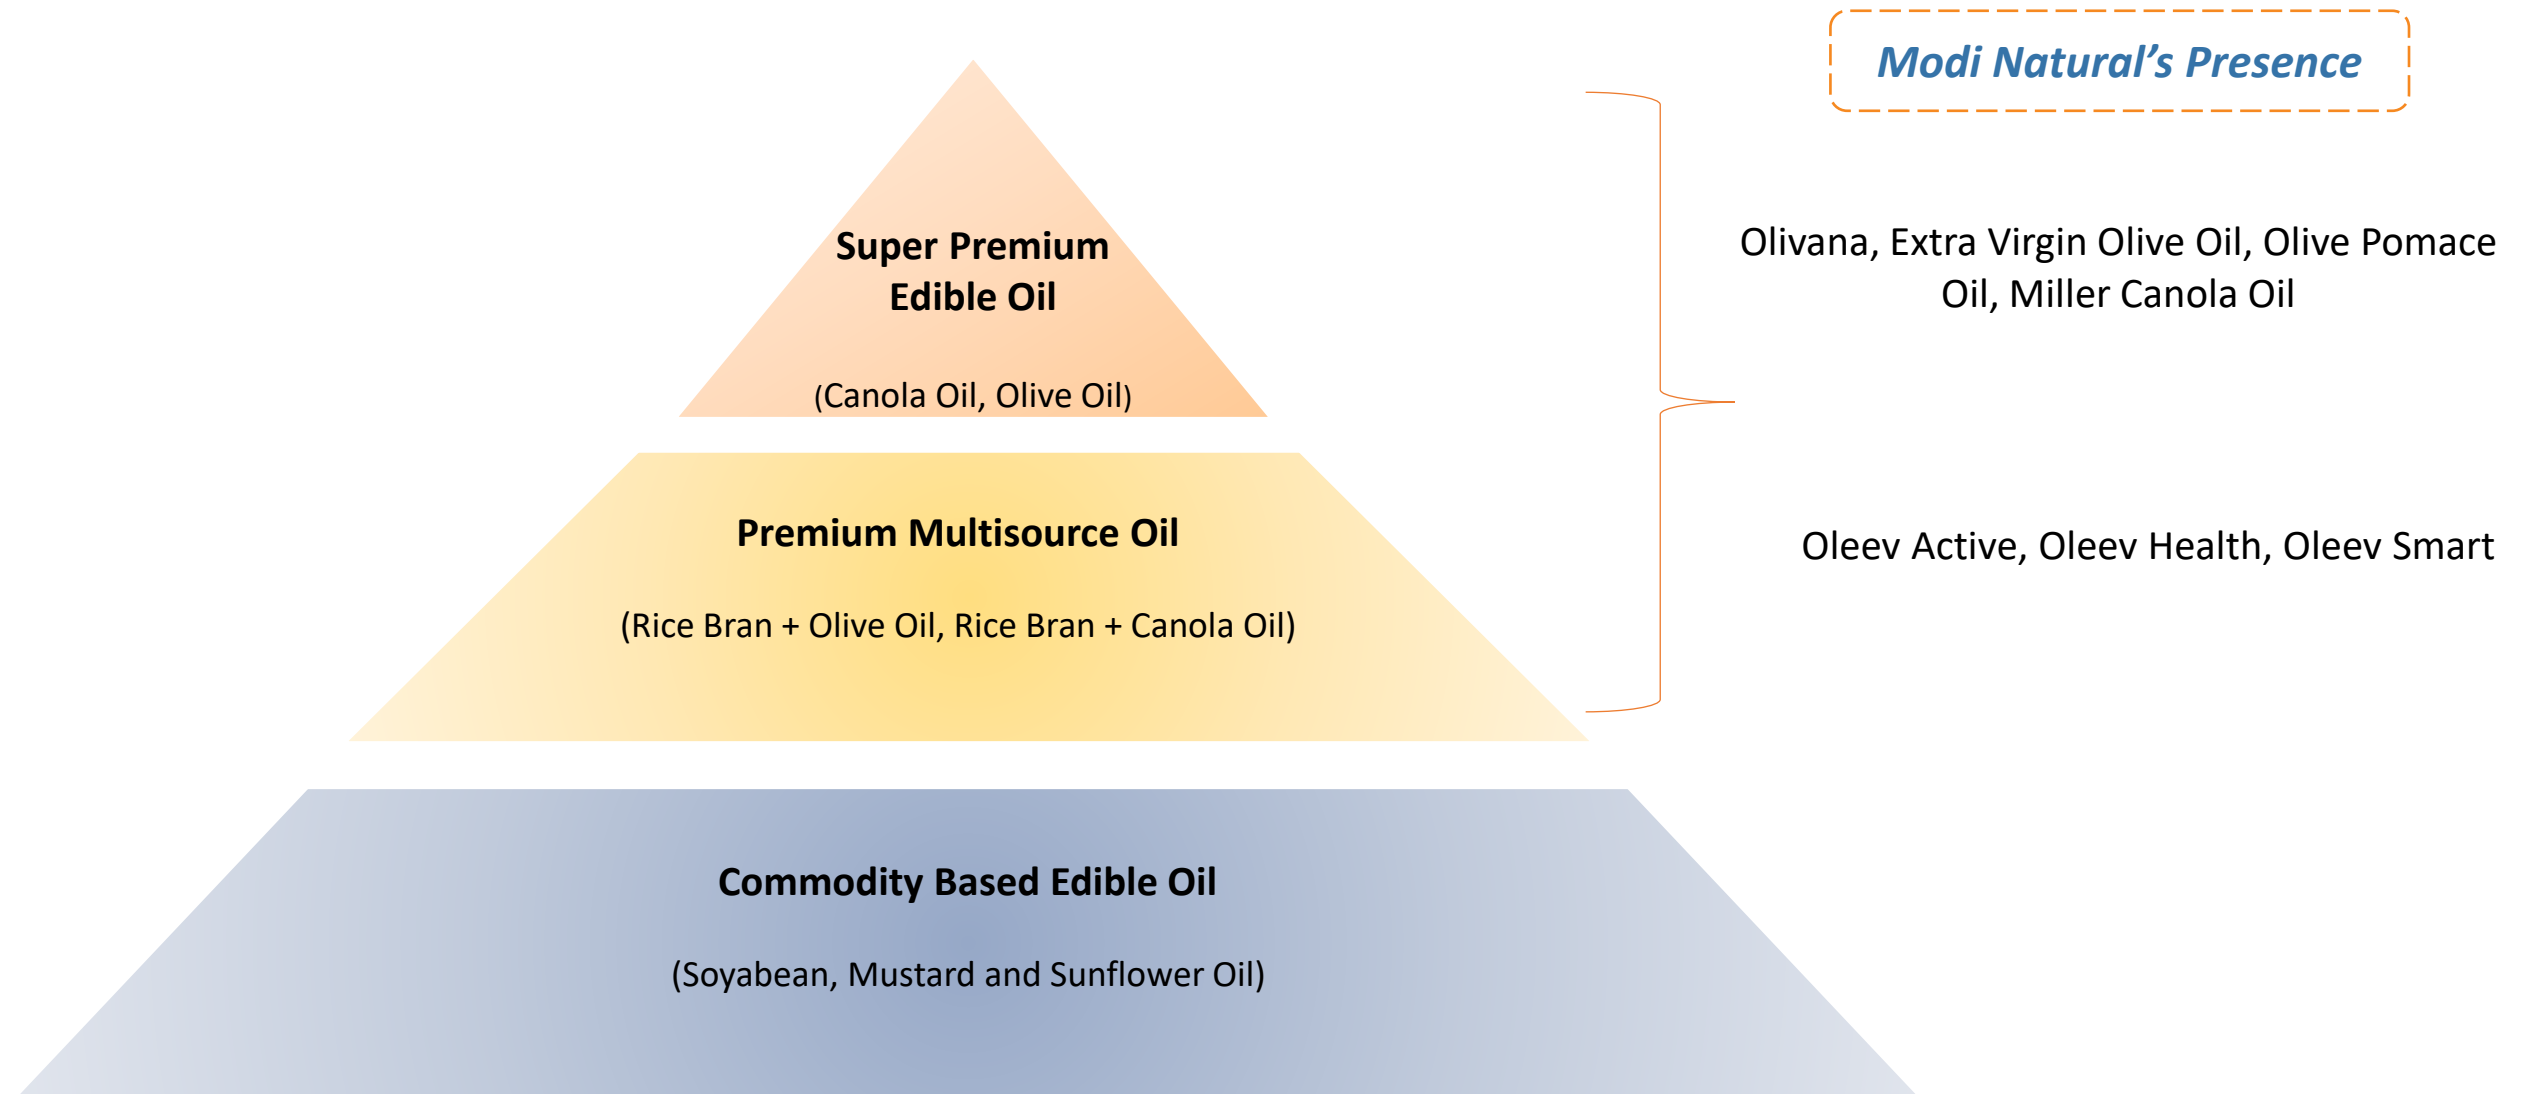 Modi Natural’s Presence
Super Premium
Edible Oil
(Canola Oil, Olive Oil)
Olivana, Extra Virgin Olive Oil, Olive Pomace
Oil, Miller Canola Oil
Premium Multisource Oil
(Rice Bran + Olive Oil, Rice Bran + Canola Oil)
Oleev Active, Oleev Health, Oleev Smart
Commodity Based Edible Oil
(Soyabean, Mustard and Sunflower Oil)